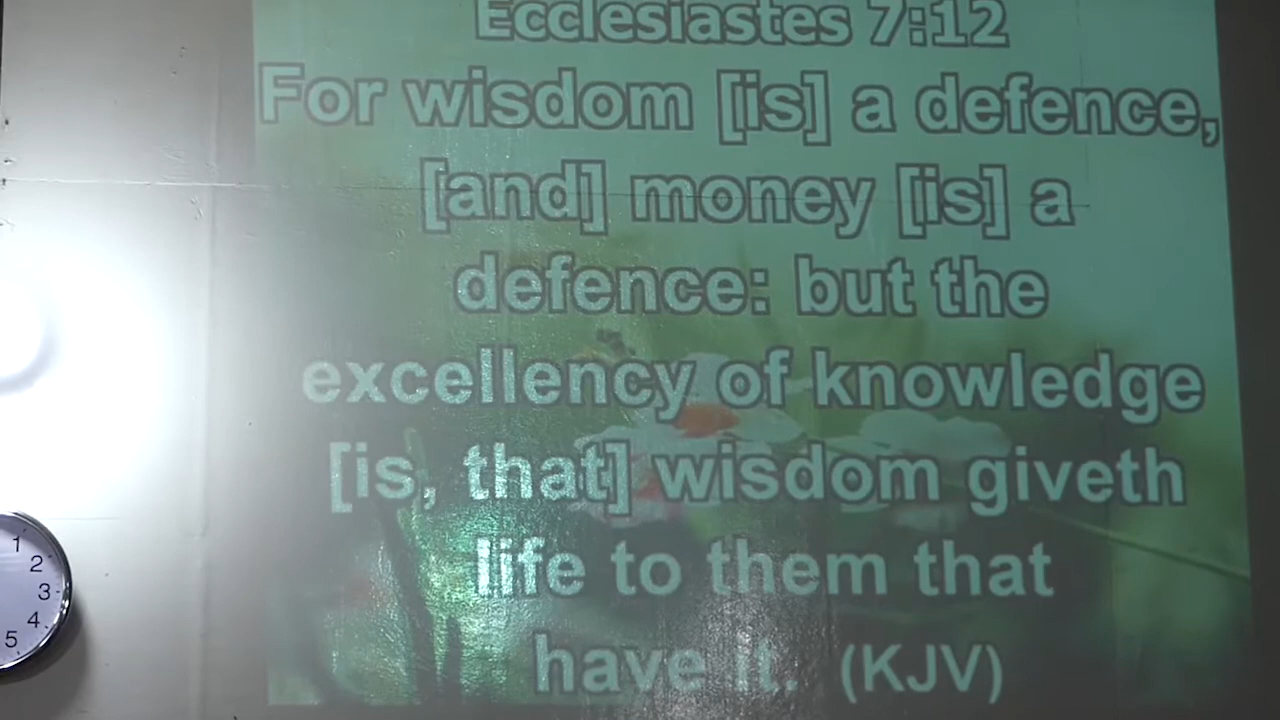 Ecclesiastes 7:12
For wisdom [is] a defence,
[and] money [is] a
defence: but the
excellency of knowledge
[is, that] wisdom giveth
life to them that
have it. (KJV)
1
2
3
4
5